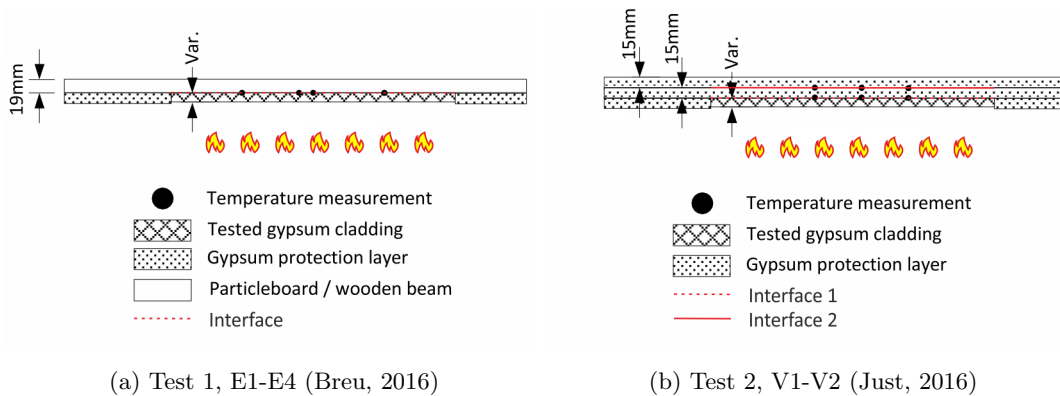 19mm
Var.
Temperature measurement
Tested gypsum cladding
Gypsum protection layer
Particleboard / wooden beam
Interface
(a) Test 1, E1-E4 (Breu, 2016)
15mm
15mm
Var.
Temperature measurement
Tested gypsum cladding
Gypsum protection layer
Interface 1
Interface 2
(b) Test 2, V1-V2 (Just, 2016)